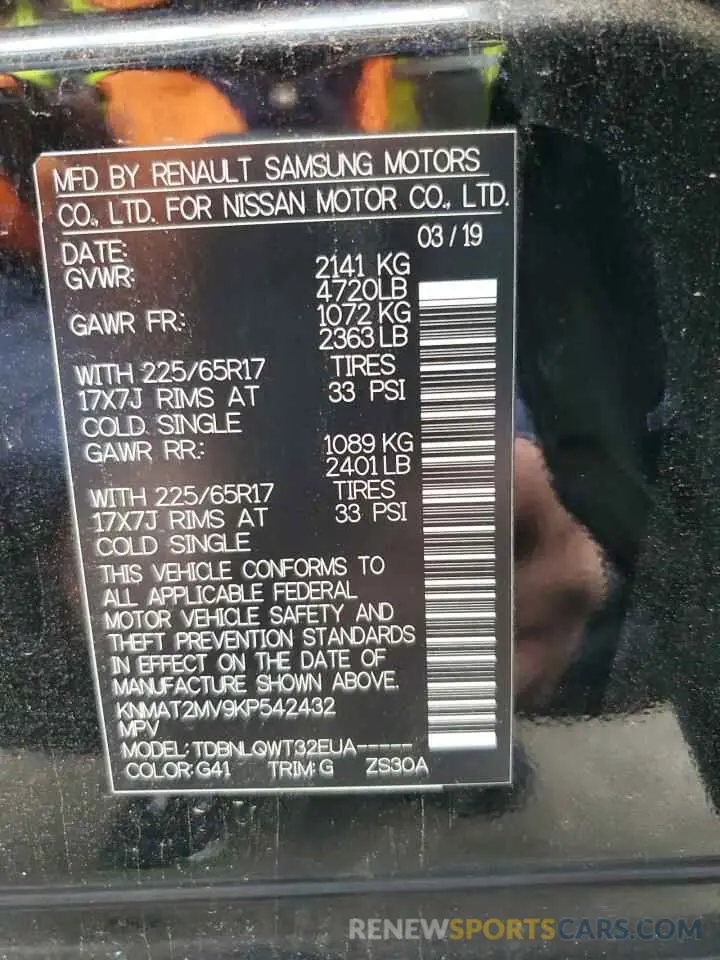 MFD BY RENAULT SAMSUNG MOTORS
CO., LTD. FOR NISSAN MOTOR CO., LTD.
DATE: 03 / 19
GVWR: 2141 KG
4720LB
GAWR FR.: 1072 KG
2363 LB
WITH 225/65R17 TIRES
17X7J RIMS AT 33 PSI
COLD SINGLE
GAWR RR.: 1089 KG
2401 LB
WITH 225/65R17 TIRES
17X7J RIMS AT 33 PSI
COLD SINGLE
THIS VEHICLE CONFORMS TO
ALL APPLICABLE FEDERAL
MOTOR VEHICLE SAFETY AND
THEFT PREVENTION STANDARDS
IN EFFECT ON THE DATE OF
MANUFACTURE SHOWN ABOVE.
KNMAT2MV9KP542432
MPV
MODEL: TDBNLQWT32EUA-----
COLOR: G41 TRIM: G ZS30A
RENEWSPORTSCARS.COM